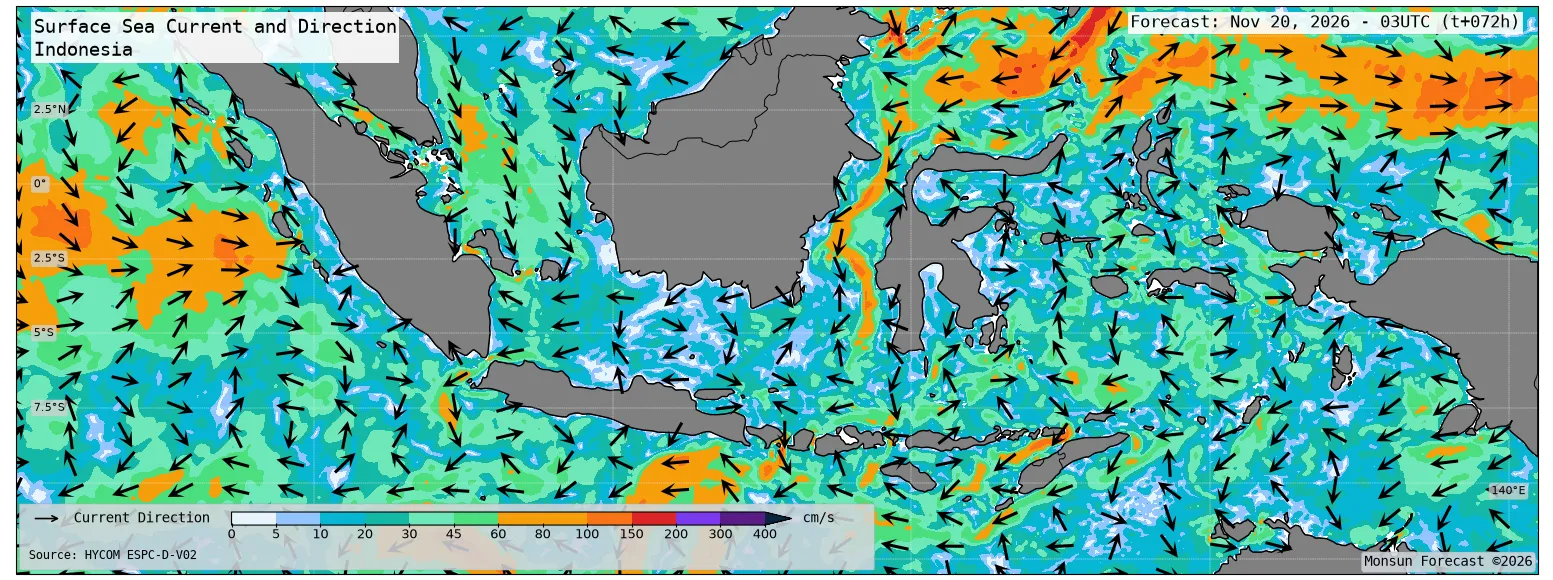 Surface Sea Current and Direction
Indonesia
Forecast: Nov 20, 2026 - 03UTC (t+072h)
2.5°N
0°
2.5°S
5°S
7.5°S
140°E
Current Direction
0 5 10 20 30 45 60 80 100 150 200 300 400 cm/s
Source: HYCOM ESPC-D-V02
Monsun Forecast ©2026